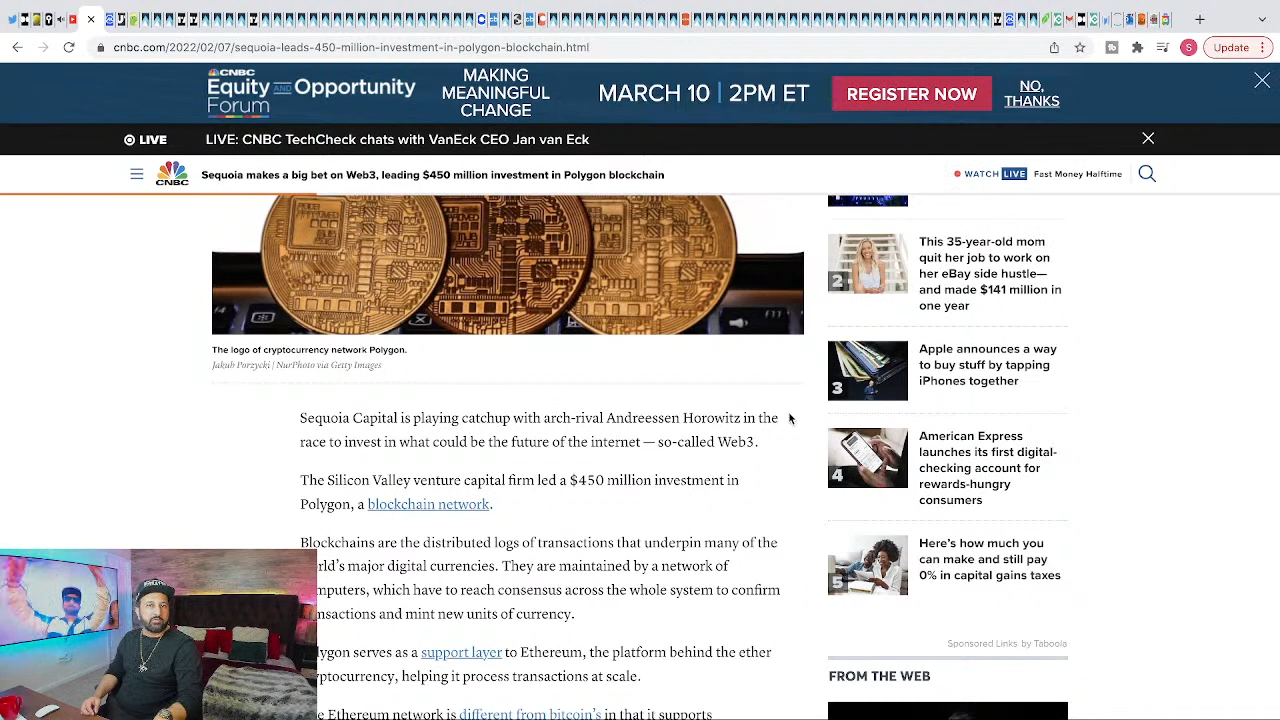 cnbc.com/2022/02/07/sequoia-leads-450-million-investment-in-polygon-blockchain.html
S
Update
CNBC
Equity AND Opportunity
Forum
MAKING
MEANINGFUL
CHANGE
MARCH 10 | 2PM ET
REGISTER NOW
NO,
THANKS
LIVE
LIVE: CNBC TechCheck chats with VanEck CEO Jan van Eck
CNBC
Sequoia makes a big bet on Web3, leading $450 million investment in Polygon blockchain
WATCH LIVE
Fast Money Halftime
The logo of cryptocurrency network Polygon.
Jakub Porzycki | NurPhoto via Getty Images
Sequoia Capital is playing catchup with arch-rival Andreessen Horowitz in the
race to invest in what could be the future of the internet — so-called Web3.
The Silicon Valley venture capital firm led a $450 million investment in
Polygon, a blockchain network.
Blockchains are the distributed logs of transactions that underpin many of the
rld's major digital currencies. They are maintained by a network of
mputers, which have to reach consensus across the whole system to confirm
nsactions and mint new units of currency.
ves as a support layer to Ethereum, the platform behind the ether
ptocurrency, helping it process transactions at scale.
e Ethereum network is different from bitcoin's in that it supports
2
This 35-year-old mom
quit her job to work on
her eBay side hustle—
and made $141 million in
one year
3
Apple announces a way
to buy stuff by tapping
iPhones together
4
American Express
launches its first digital-
checking account for
rewards-hungry
consumers
5
Here's how much you
can make and still pay
0% in capital gains taxes
Sponsored Links by Taboola
FROM THE WEB